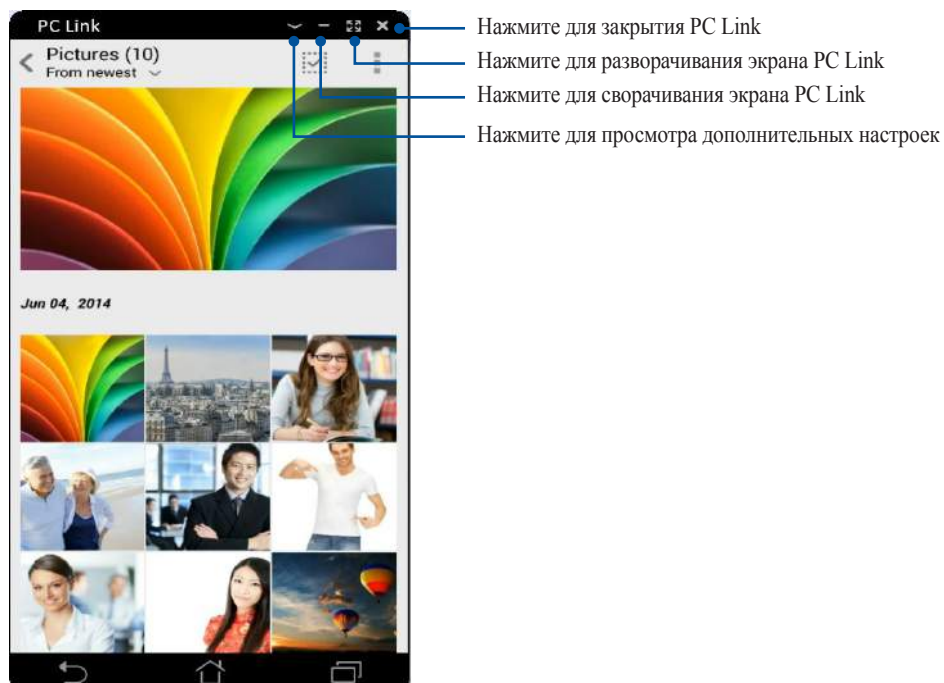 PC Link
Pictures (10)
From newest
Jun 04, 2014
Нажмите для закрытия PC Link
Нажмите для разворачивания экрана PC Link
Нажмите для сворачивания экрана PC Link
Нажмите для просмотра дополнительных настроек